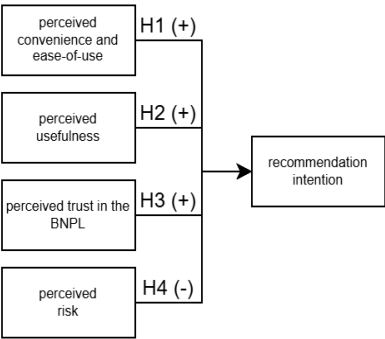 perceived
convenience and
ease-of-use
H1 (+)
perceived
usefulness
H2 (+)
perceived trust in the
BNPL
H3 (+)
perceived
risk
H4 (-)
recommendation
intention